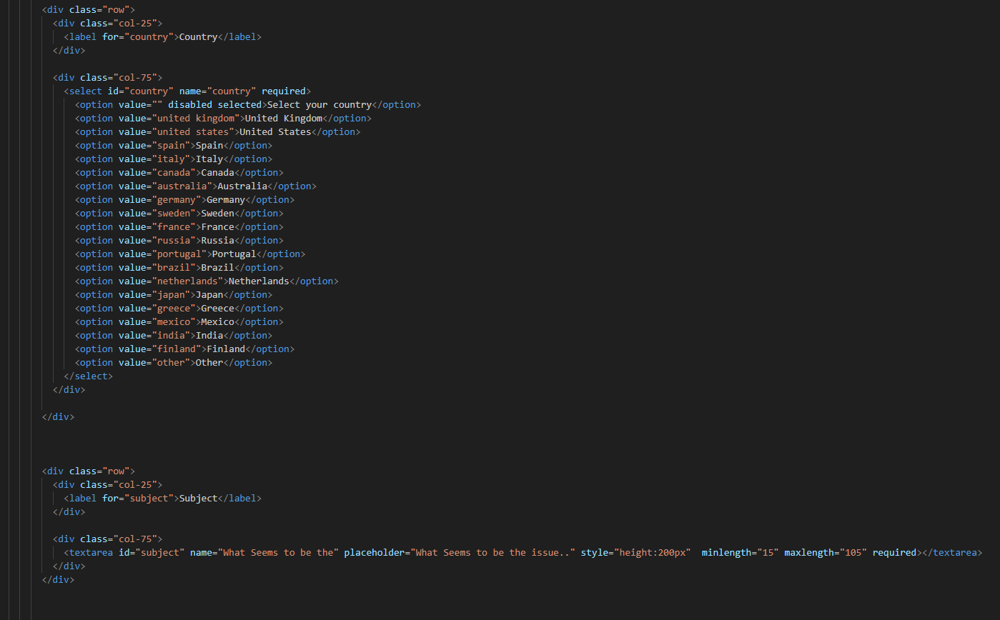 <div class="row">
<div class="col-25">
<label for="country">Country</label>
</div>
<div class="col-75">
<select id="country" name="country" required>
<option value="" disabled selected>Select your country</option>
<option value="united kingdom">United Kingdom</option>
<option value="united states">United States</option>
<option value="spain">Spain</option>
<option value="italy">Italy</option>
<option value="canada">Canada</option>
<option value="australia">Australia</option>
<option value="germany">Germany</option>
<option value="sweden">Sweden</option>
<option value="france">France</option>
<option value="russia">Russia</option>
<option value="portugal">Portugal</option>
<option value="brazil">Brazil</option>
<option value="netherlands">Netherlands</option>
<option value="japan">Japan</option>
<option value="greece">Greece</option>
<option value="mexico">Mexico</option>
<option value="india">India</option>
<option value="finland">Finland</option>
<option value="other">Other</option>
</select>
</div>
</div>
<div class="row">
<div class="col-25">
<label for="subject">Subject</label>
</div>
<div class="col-75">
<textarea id="subject" name="What Seems to be the" placeholder="What Seems to be the issue.." style="height:200px"  minlength="15" maxlength="105" required></textarea>
</div>
</div>